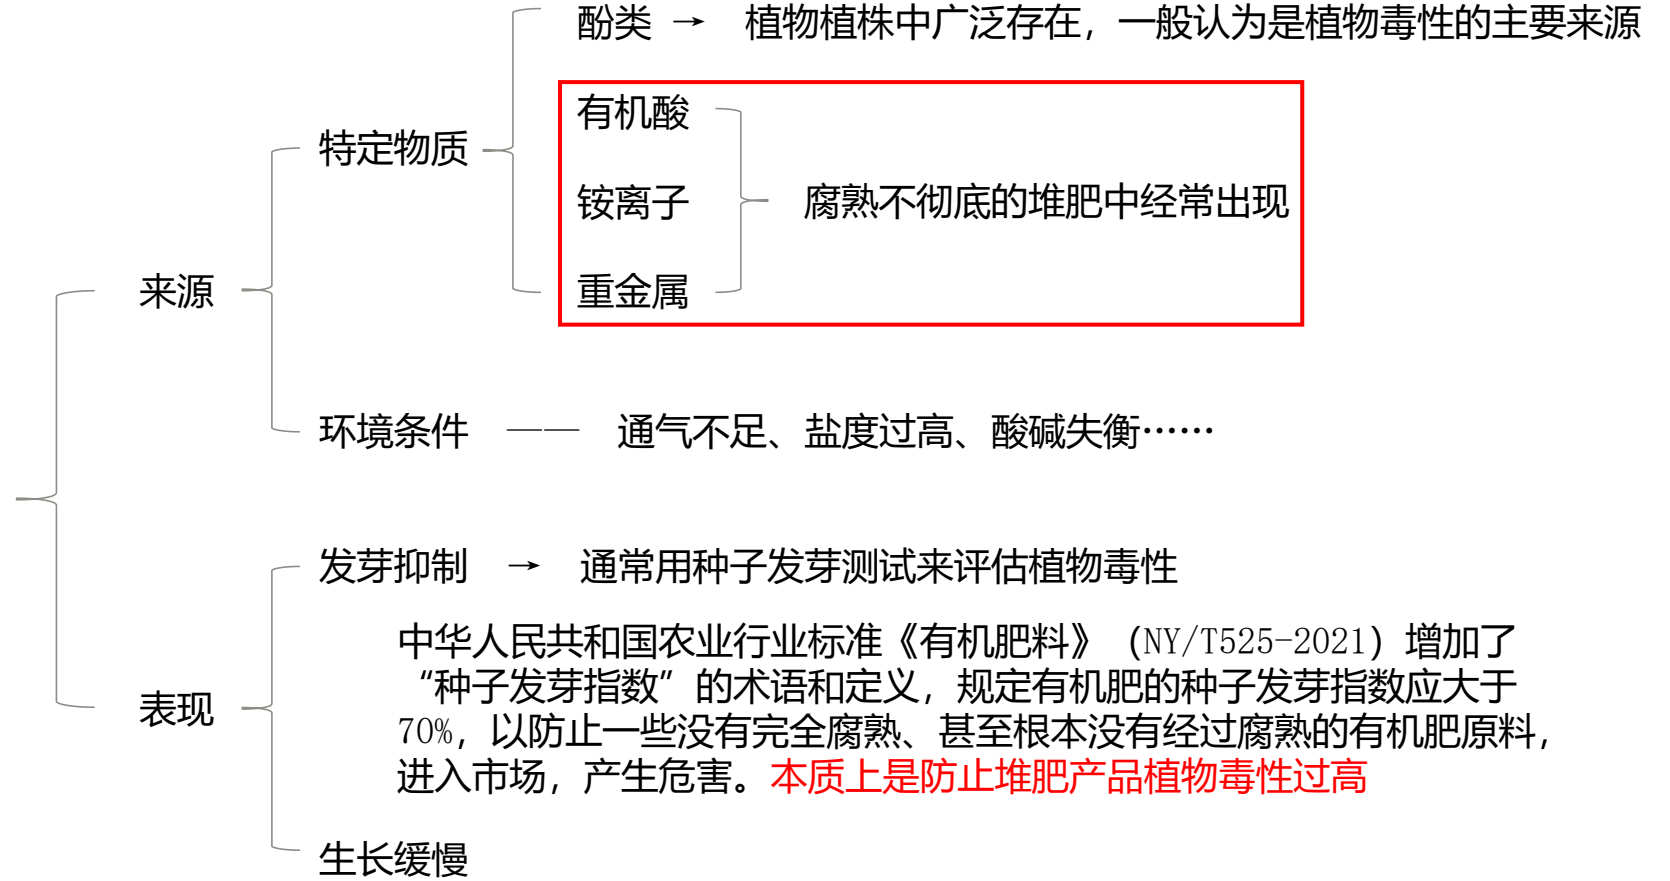 酚类 → 植物植株中广泛存在，一般认为是植物毒性的主要来源
有机酸
特定物质
铵离子
腐熟不彻底的堆肥中经常出现
重金属
来源
环境条件 —— 通气不足、盐度过高、酸碱失衡……
发芽抑制 → 通常用种子发芽测试来评估植物毒性
中华人民共和国农业行业标准《有机肥料》（NY/T525-2021）增加了
“种子发芽指数”的术语和定义，规定有机肥的种子发芽指数应大于
70%，以防止一些没有完全腐熟、甚至根本没有经过腐熟的有机肥原料，
进入市场，产生危害。本质上是防止堆肥产品植物毒性过高
表现
生长缓慢